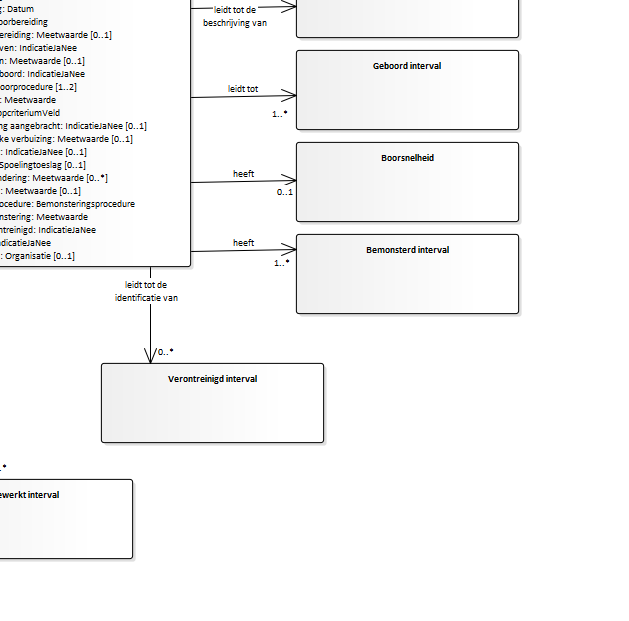 : Datum
oorbereiding
ereiding: Meetwaarde [0..1]
ven: IndicatieJaNee
n: Meetwaarde [0..1]
boord: IndicatieJaNee
oorprocedure [1..2]
: Meetwaarde
opcriteriumVeld
ng aangebracht: IndicatieJaNee [0..1]
ke verbuizing: Meetwaarde [0..1]
: IndicatieJaNee [0..1]
Spoelingtoeslag [0..1]
ndering: Meetwaarde [0..*]
: Meetwaarde [0..1]
ocedure: Bemonsteringsprocedure
nstering: Meetwaarde
ntreinigd: IndicatieJaNee
ndicatieJaNee
: Organisatie [0..1]
leidt tot de
beschrijving van
leidt tot
1..*
Geboord interval
heeft
0..1
Boorsnelheid
heeft
1..*
Bemonsterd interval
leidt tot de
identificatie van
0..*
Verontreinigd interval
.*
ewerkt interval